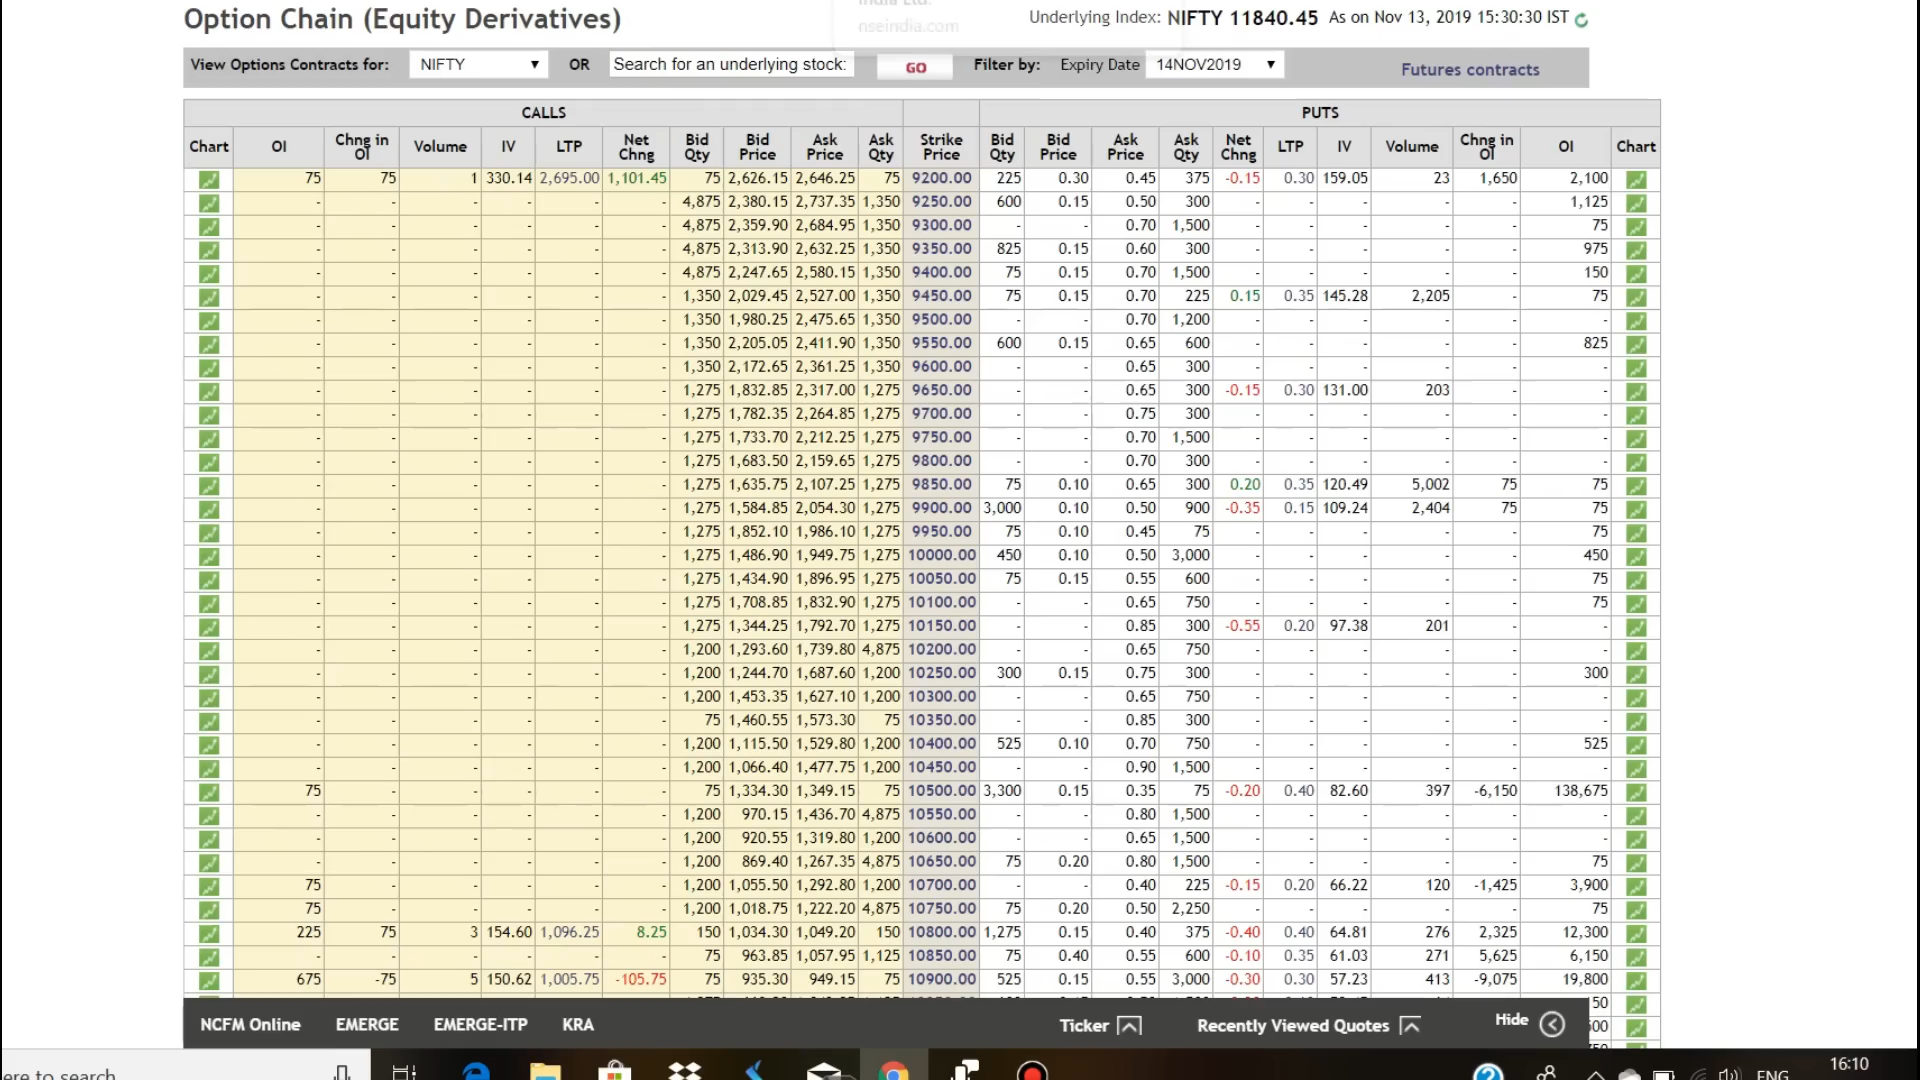 India Ltd.
nseindia.com
Option Chain (Equity Derivatives)
Underlying Index: NIFTY 11840.45 As on Nov 13, 2019 15:30:30 IST
View Options Contracts for: NIFTY OR Search for an underlying stock: GO Filter by: Expiry Date 14NOV2019 Futures contracts
CALLS PUTS
Chart OI Chng in OI Volume IV LTP Net Chng Bid Qty Bid Price Ask Price Ask Qty Strike Price Bid Qty Bid Price Ask Price Ask Qty Net Chng LTP IV Volume Chng in OI OI Chart
75 75 1 330.14 2,695.00 1,101.45 75 2,626.15 2,646.25 75 9200.00 225 0.30 0.45 375 -0.15 0.30 159.05 23 1,650 2,100
- - - - - - 4,875 2,380.15 2,737.35 1,350 9250.00 600 0.15 0.50 300 - - - - - 1,125
- - - - - - 4,875 2,359.90 2,684.95 1,350 9300.00 - - 0.70 1,500 - - - - - 75
- - - - - - 4,875 2,313.90 2,632.25 1,350 9350.00 825 0.15 0.60 300 - - - - - 975
- - - - - - 4,875 2,247.65 2,580.15 1,350 9400.00 75 0.15 0.70 1,500 - - - - - 150
- - - - - - 1,350 2,029.45 2,527.00 1,350 9450.00 75 0.15 0.70 225 0.15 0.35 145.28 2,205 - 75
- - - - - - 1,350 1,980.25 2,475.65 1,350 9500.00 - - 0.70 1,200 - - - - - -
- - - - - - 1,350 2,205.05 2,411.90 1,350 9550.00 600 0.15 0.65 600 - - - - - 825
- - - - - - 1,350 2,172.65 2,361.25 1,350 9600.00 - - 0.65 300 - - - - - -
- - - - - - 1,275 1,832.85 2,317.00 1,275 9650.00 - - 0.65 300 -0.15 0.30 131.00 203 - -
- - - - - - 1,275 1,782.35 2,264.85 1,275 9700.00 - - 0.75 300 - - - - - -
- - - - - - 1,275 1,733.70 2,212.25 1,275 9750.00 - - 0.70 1,500 - - - - - -
- - - - - - 1,275 1,683.50 2,159.65 1,275 9800.00 - - 0.70 300 - - - - - -
- - - - - - 1,275 1,635.75 2,107.25 1,275 9850.00 75 0.10 0.65 300 0.20 0.35 120.49 5,002 75 75
- - - - - - 1,275 1,584.85 2,054.30 1,275 9900.00 3,000 0.10 0.50 900 -0.35 0.15 109.24 2,404 75 75
- - - - - - 1,275 1,852.10 1,986.10 1,275 9950.00 75 0.10 0.45 75 - - - - - 75
- - - - - - 1,275 1,486.90 1,949.75 1,275 10000.00 450 0.10 0.50 3,000 - - - - - 450
- - - - - - 1,275 1,434.90 1,896.95 1,275 10050.00 75 0.15 0.55 600 - - - - - 75
- - - - - - 1,275 1,708.85 1,832.90 1,275 10100.00 - - 0.65 750 - - - - - 75
- - - - - - 1,275 1,344.25 1,792.70 1,275 10150.00 - - 0.85 300 -0.55 0.20 97.38 201 - -
- - - - - - 1,200 1,293.60 1,739.80 4,875 10200.00 - - 0.65 750 - - - - - -
- - - - - - 1,200 1,244.70 1,687.60 1,200 10250.00 300 0.15 0.75 300 - - - - - 300
- - - - - - 1,200 1,453.35 1,627.10 1,200 10300.00 - - 0.65 750 - - - - - -
- - - - - - 75 1,460.55 1,573.30 75 10350.00 - - 0.85 300 - - - - - -
- - - - - - 1,200 1,115.50 1,529.80 1,200 10400.00 525 0.10 0.70 750 - - - - - 525
- - - - - - 1,200 1,066.40 1,477.75 1,200 10450.00 - - 0.90 1,500 - - - - - -
75 - - - - - 75 1,334.30 1,349.15 75 10500.00 3,300 0.15 0.35 75 -0.20 0.40 82.60 397 -6,150 138,675
- - - - - - 1,200 970.15 1,436.70 4,875 10550.00 - - 0.80 1,500 - - - - - -
- - - - - - 1,200 920.55 1,319.80 1,200 10600.00 - - 0.65 1,500 - - - - - -
- - - - - - 1,200 869.40 1,267.35 4,875 10650.00 75 0.20 0.80 1,500 - - - - - 75
75 - - - - - 1,200 1,055.50 1,292.80 1,200 10700.00 - - 0.40 225 -0.15 0.20 66.22 120 -1,425 3,900
75 - - - - - 1,200 1,018.75 1,222.20 4,875 10750.00 75 0.20 0.50 2,250 - - - - - 75
225 75 3 154.60 1,096.25 8.25 150 1,034.30 1,049.20 150 10800.00 1,275 0.15 0.40 375 -0.40 0.40 64.81 276 2,325 12,300
- - - - - - 75 963.85 1,057.95 1,125 10850.00 75 0.40 0.55 600 -0.10 0.35 61.03 271 5,625 6,150
675 -75 5 150.62 1,005.75 -105.75 75 935.30 949.15 75 10900.00 525 0.15 0.55 3,000 -0.30 0.30 57.23 413 -9,075 19,800
NCFM Online EMERGE EMERGE-ITP KRA Ticker Recently Viewed Quotes Hide
ere to search ENG 16:10